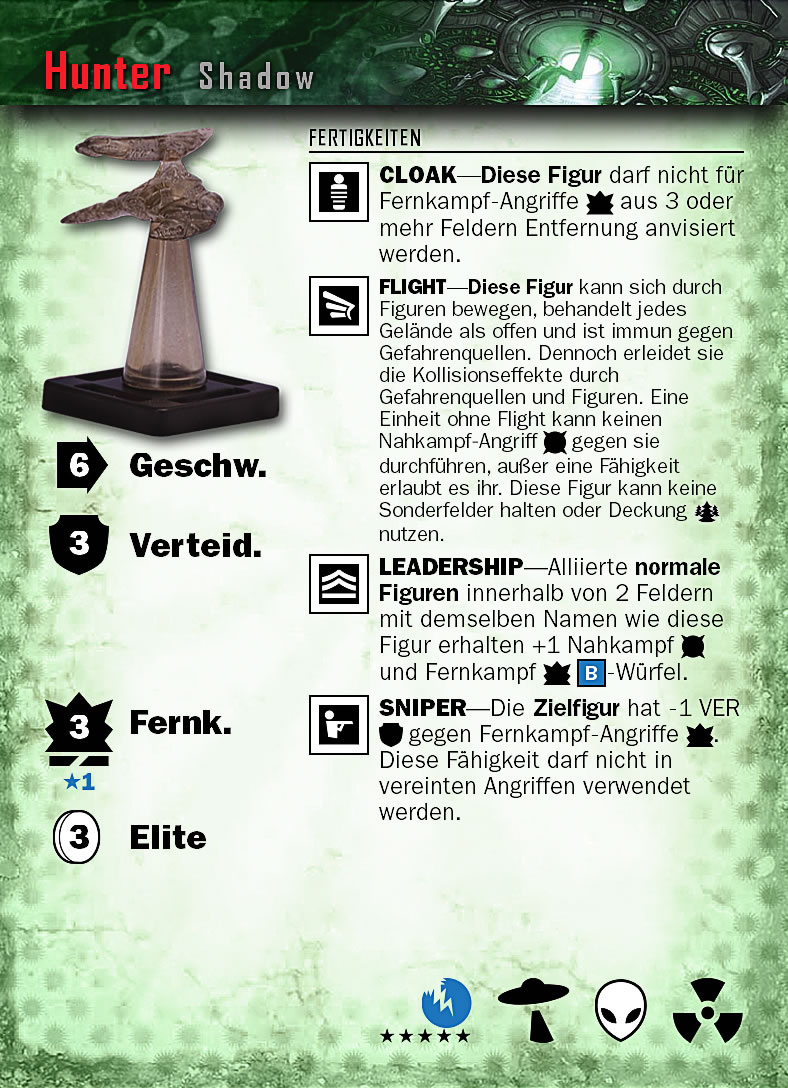 Hunter Shadow
FERTIGKEITEN
CLOAK—Diese Figur darf nicht für
Fernkampf-Angriffe aus 3 oder
mehr Feldern Entfernung anvisiert
werden.
FLIGHT—Diese Figur kann sich durch
Figuren bewegen, behandelt jedes
Gelände als offen und ist immun gegen
Gefahrenquellen. Dennoch erleidet sie
die Kollisionseffekte durch
Gefahrenquellen und Figuren. Eine
Einheit ohne Flight kann keinen
Nahkampf-Angriff gegen sie
durchführen, außer eine Fähigkeit
erlaubt es ihr. Diese Figur kann keine
Sonderfelder halten oder Deckung
nutzen.
LEADERSHIP—Alliierte normale
Figuren innerhalb von 2 Feldern
mit demselben Namen wie diese
Figur erhalten +1 Nahkampf
und Fernkampf B-Würfel.
SNIPER—Die Zielfigur hat -1 VER
gegen Fernkampf-Angriffe.
Diese Fähigkeit darf nicht in
vereinten Angriffen verwendet
werden.
6 Geschw.
3 Verteid.
3 Fernk.
★1
3 Elite
★★★★★